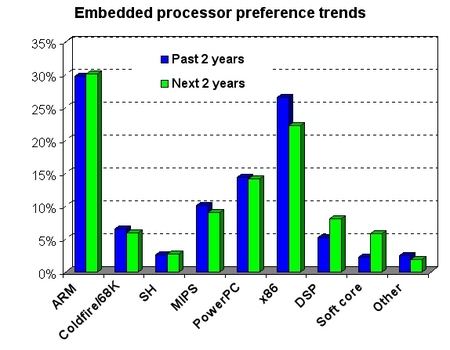 Embedded processor preference trends
35%
30%
25%
20%
15%
10%
5%
0%
Past 2 years
Next 2 years
ARM
Coldfire/68K
SH
MIPS
PowerPC
x86
DSP
Soft core
Other